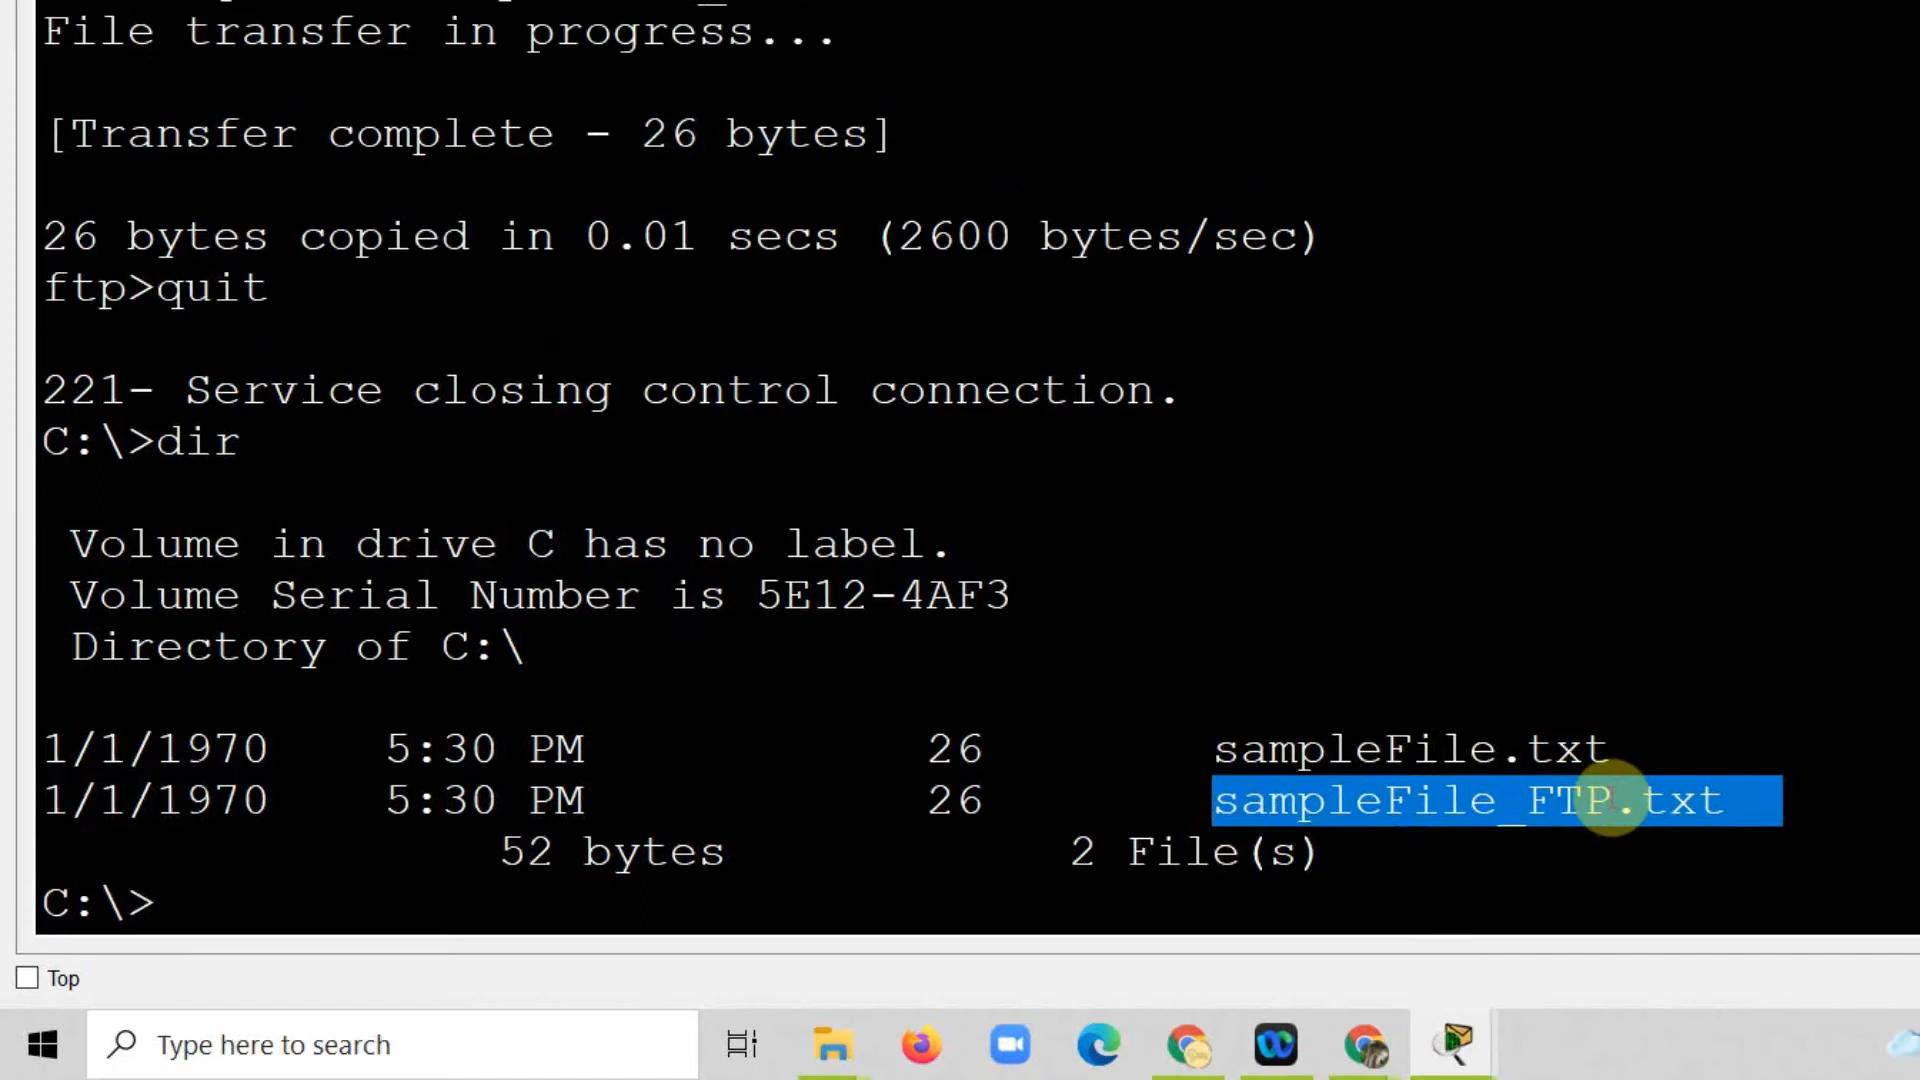 File transfer in progress...
[Transfer complete - 26 bytes]
26 bytes copied in 0.01 secs (2600 bytes/sec)
ftp>quit
221- Service closing control connection.
C:\>dir
Volume in drive C has no label.
Volume Serial Number is 5E12-4AF3
Directory of C:\
1/1/1970 5:30 PM 26 sampleFile.txt
1/1/1970 5:30 PM 26 sampleFile_FTP.txt
52 bytes 2 File(s)
C:\>
Top
Type here to search